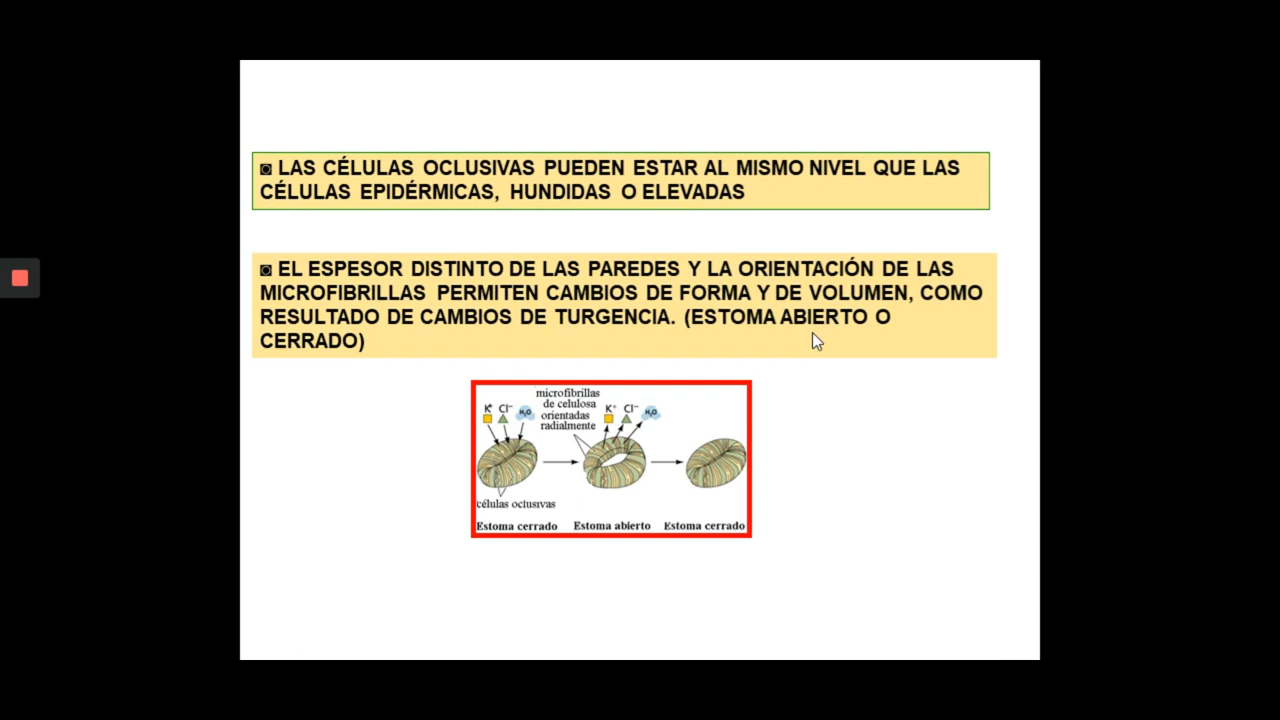 ◙ LAS CÉLULAS OCLUSIVAS PUEDEN ESTAR AL MISMO NIVEL QUE LAS
CÉLULAS EPIDÉRMICAS, HUNDIDAS O ELEVADAS
◙ EL ESPESOR DISTINTO DE LAS PAREDES Y LA ORIENTACIÓN DE LAS
MICROFIBRILLAS PERMITEN CAMBIOS DE FORMA Y DE VOLUMEN, COMO
RESULTADO DE CAMBIOS DE TURGENCIA. (ESTOMA ABIERTO O
CERRADO)
microfibrillas
de celulosa
orientadas
radialmente
K⁺ Cl⁻ H₂O
K⁺ Cl⁻ H₂O
células oclusivas
Estoma cerrado Estoma abierto Estoma cerrado